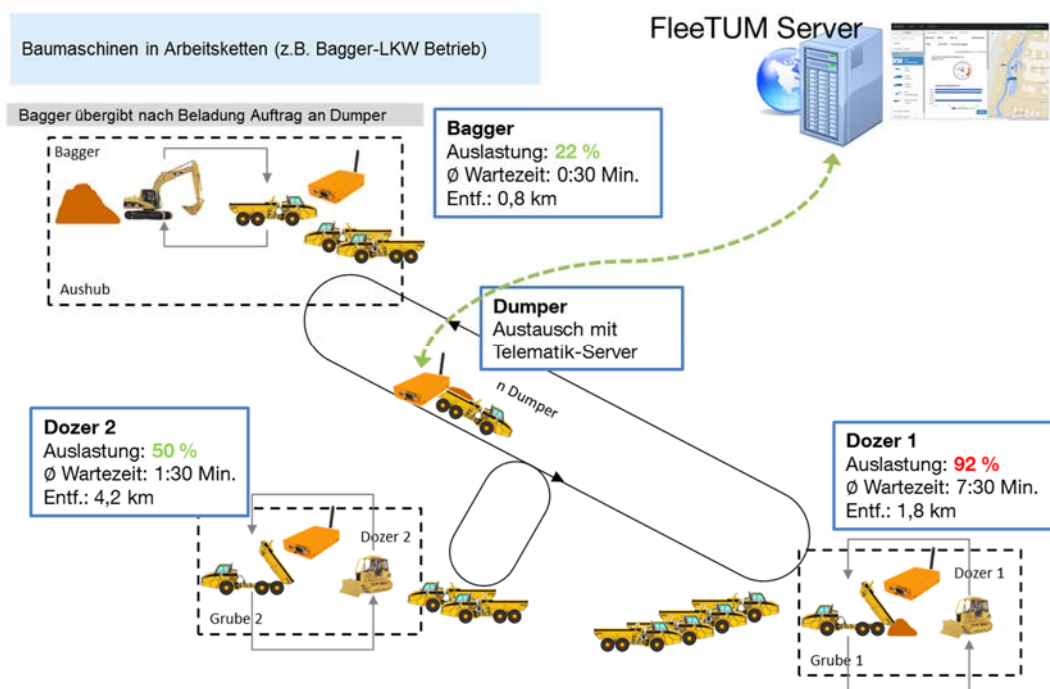 FleeTUM Server
Baumaschinen in Arbeitsketten (z.B. Bagger-LKW Betrieb)
Bagger übergibt nach Beladung Auftrag an Dumper
Bagger
Aushub
Bagger
Auslastung: 22 %
Ø Wartezeit: 0:30 Min.
Entf.: 0,8 km
Dumper
Austausch mit
Telematik-Server
n Dumper
Dozer 2
Auslastung: 50 %
Ø Wartezeit: 1:30 Min.
Entf.: 4,2 km
Dozer 1
Auslastung: 92 %
Ø Wartezeit: 7:30 Min.
Entf.: 1,8 km
Dozer 2
Grube 2
Dozer 1
Grube 1